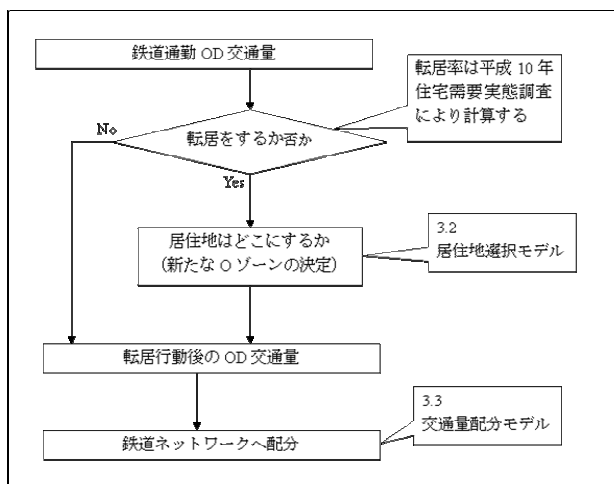 鉄道通勤 OD 交通量
転居率は平成 10 年
住宅需要実態調査
により計算する
転居をするか否か
No
Yes
居住地はどこにするか
(新たな O ゾーンの決定)
3.2
居住地選択モデル
転居行動後の OD 交通量
3.3
交通量配分モデル
鉄道ネットワークへ配分